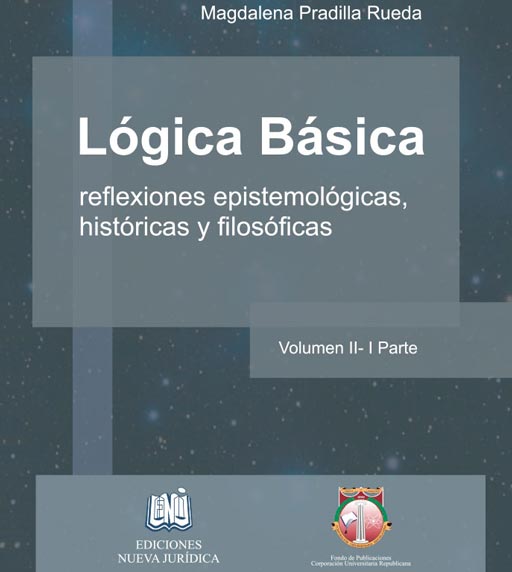 Magdalena Pradilla Rueda
Lógica Básica
reflexiones epistemológicas,
históricas y filosóficas
Volumen II- I Parte
EDICIONES
NUEVA JURÍDICA
Fondo de Publicaciones
Corporación Universitaria Republicana